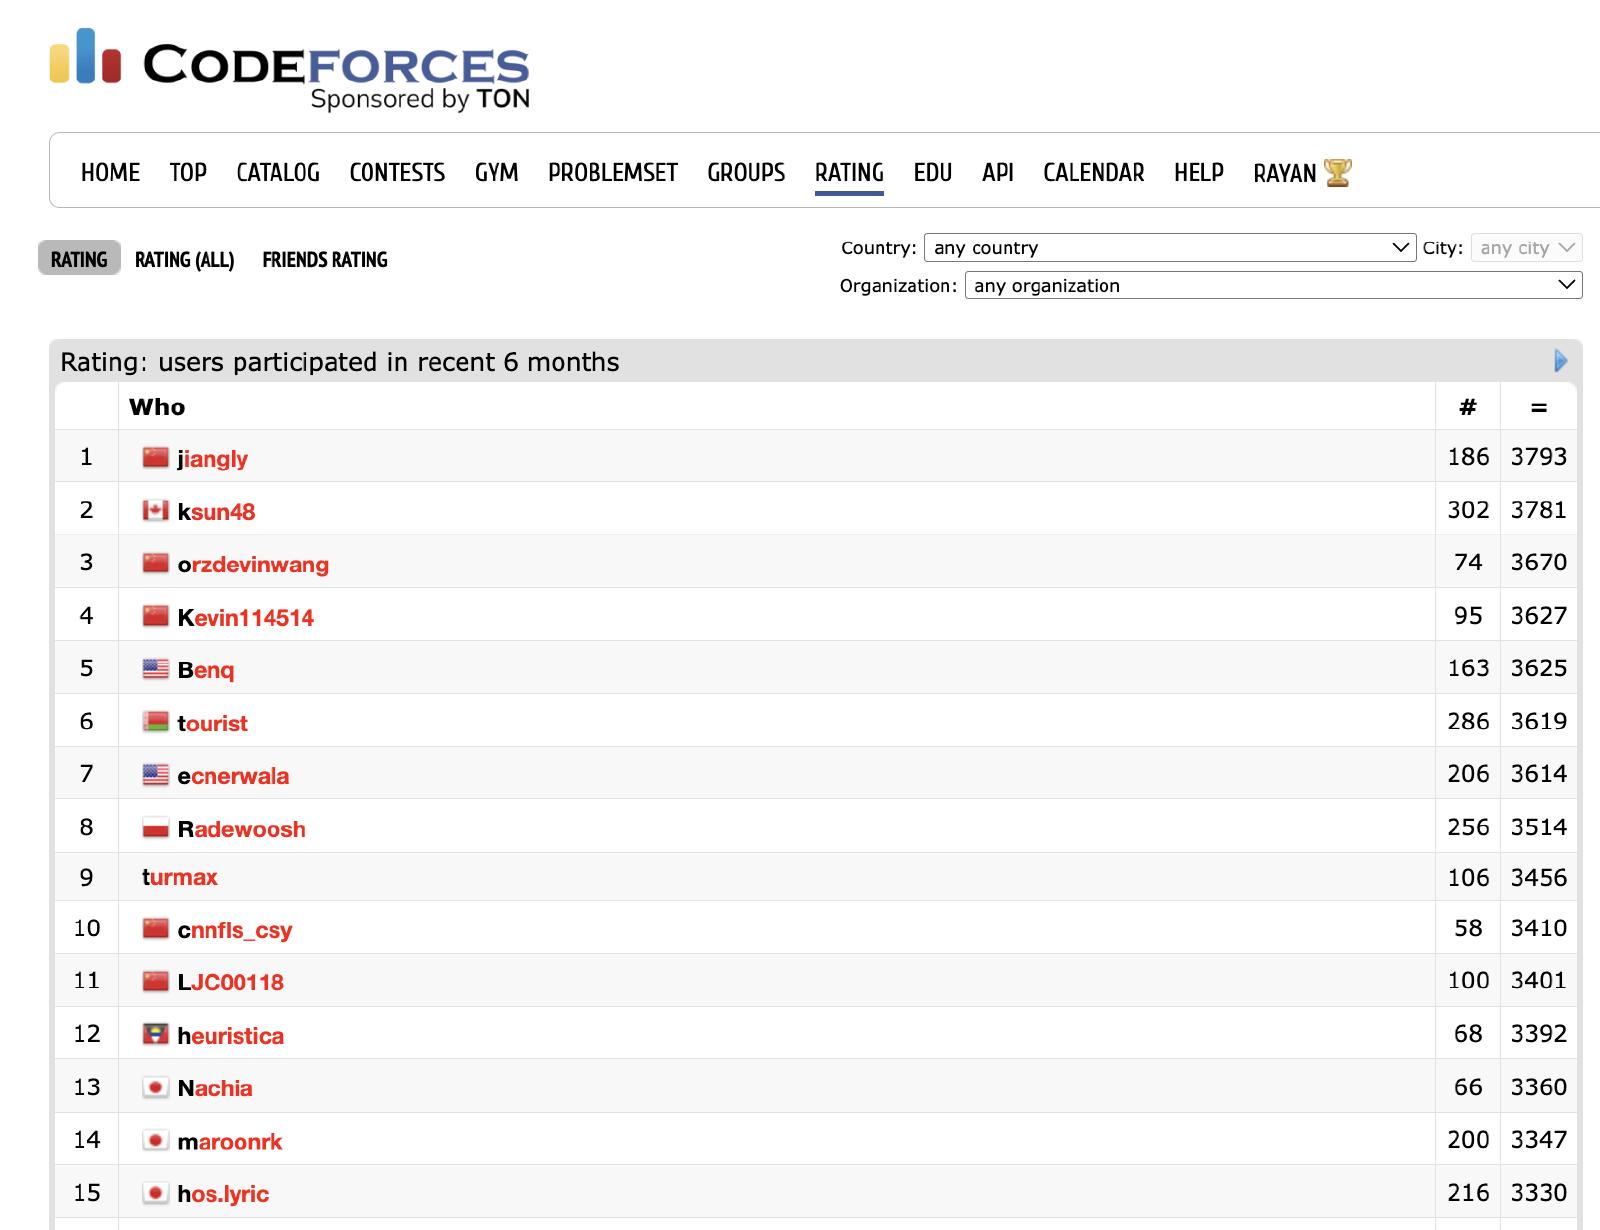 CODEFORCES
Sponsored by TON
HOME TOP CATALOG CONTESTS GYM PROBLEMSET GROUPS RATING EDU API CALENDAR HELP RAYAN
RATING RATING (ALL) FRIENDS RATING
Country: any country City: any city
Organization: any organization
Rating: users participated in recent 6 months
Who # =
1 jiangly 186 3793
2 ksun48 302 3781
3 orzdevinwang 74 3670
4 Kevin114514 95 3627
5 Benq 163 3625
6 tourist 286 3619
7 ecnerwala 206 3614
8 Radewoosh 256 3514
9 turmax 106 3456
10 cnnfls_csy 58 3410
11 LJC00118 100 3401
12 heuristica 68 3392
13 Nachia 66 3360
14 maroonrk 200 3347
15 hos.lyric 216 3330